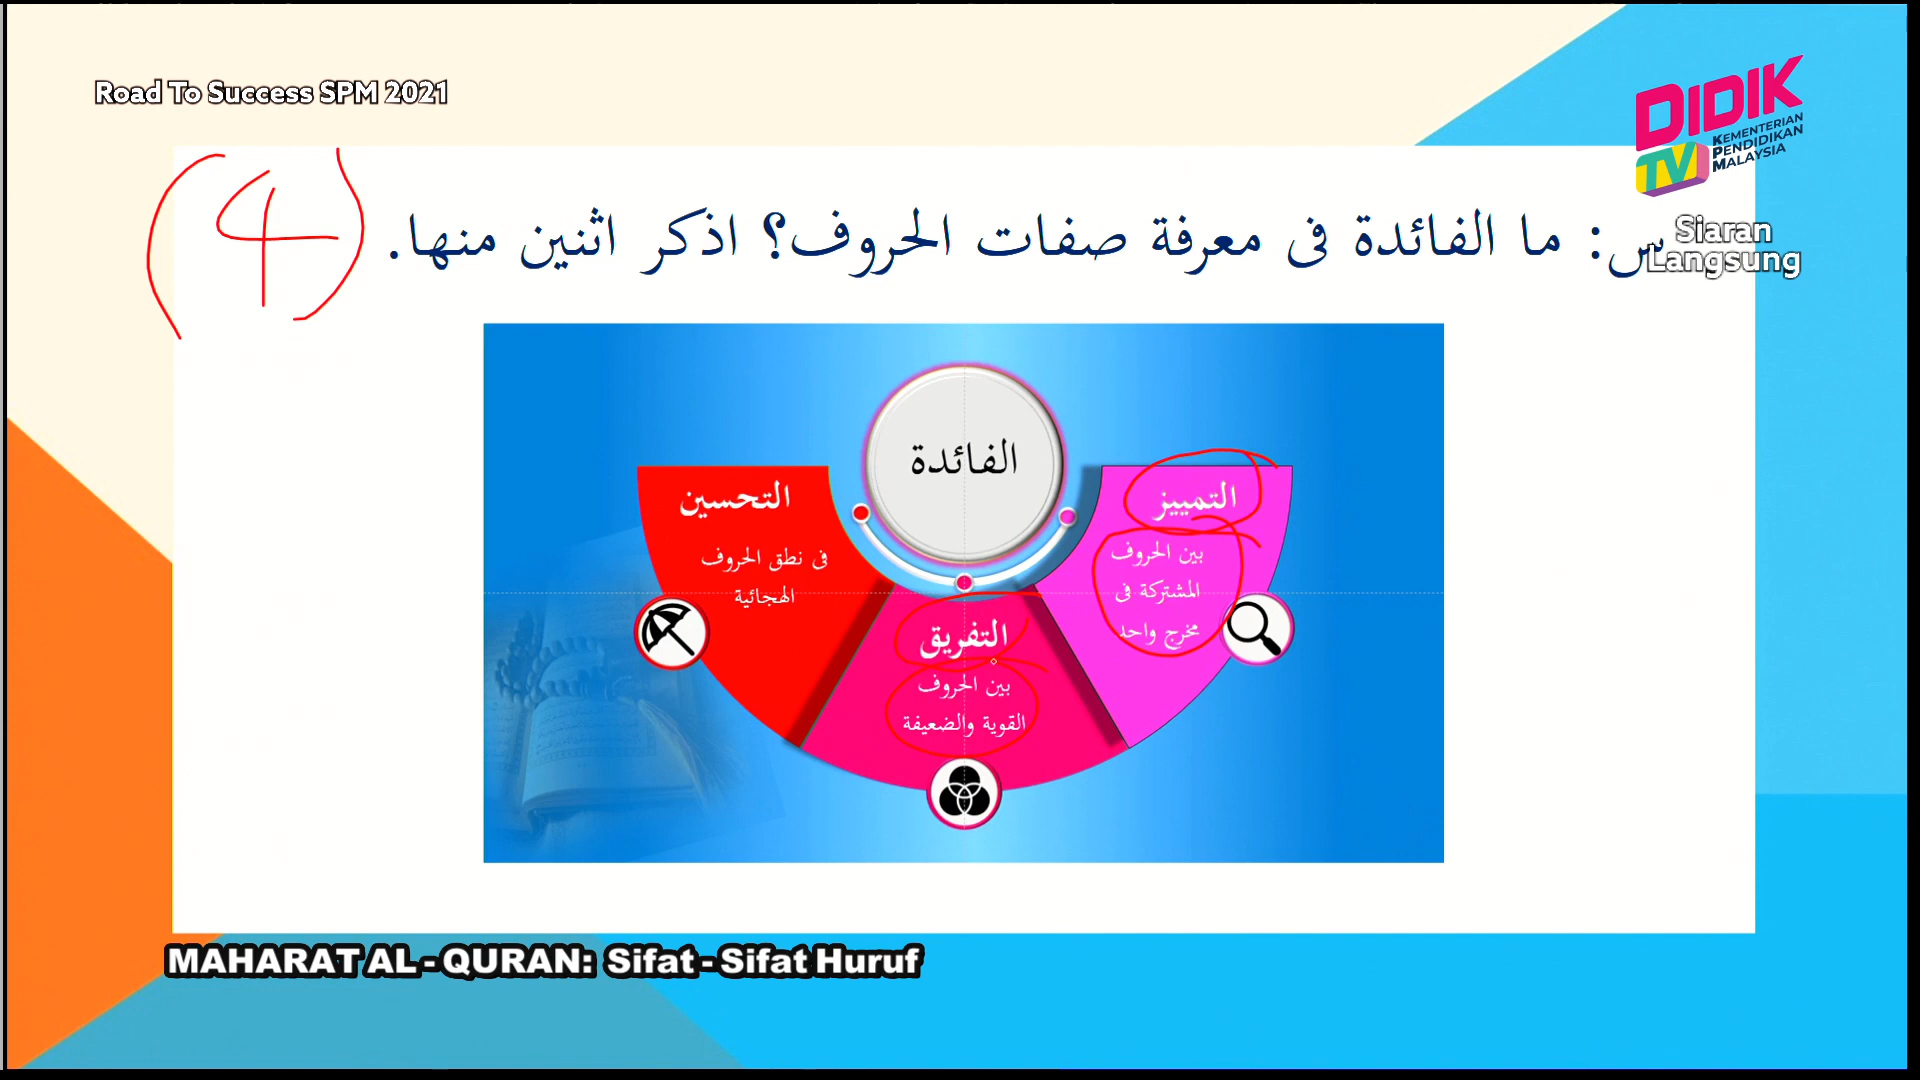 Road To Success SPM 2021
DIDIK
TV
KEMENTERIAN
PENDIDIKAN
MALAYSIA
Siaran
Langsung
س: ما الفائدة فى معرفة صفات الحروف؟ اذكر اثنين منها.
(4)
الفائدة
التمييز
بين الحروف
المشتركة فى
مخرج واحد
التفريق
بين الحروف
القوية والضعيفة
التحسين
فى نطق الحروف
الهجائية
MAHARAT AL-QURAN: Sifat-Sifat Huruf